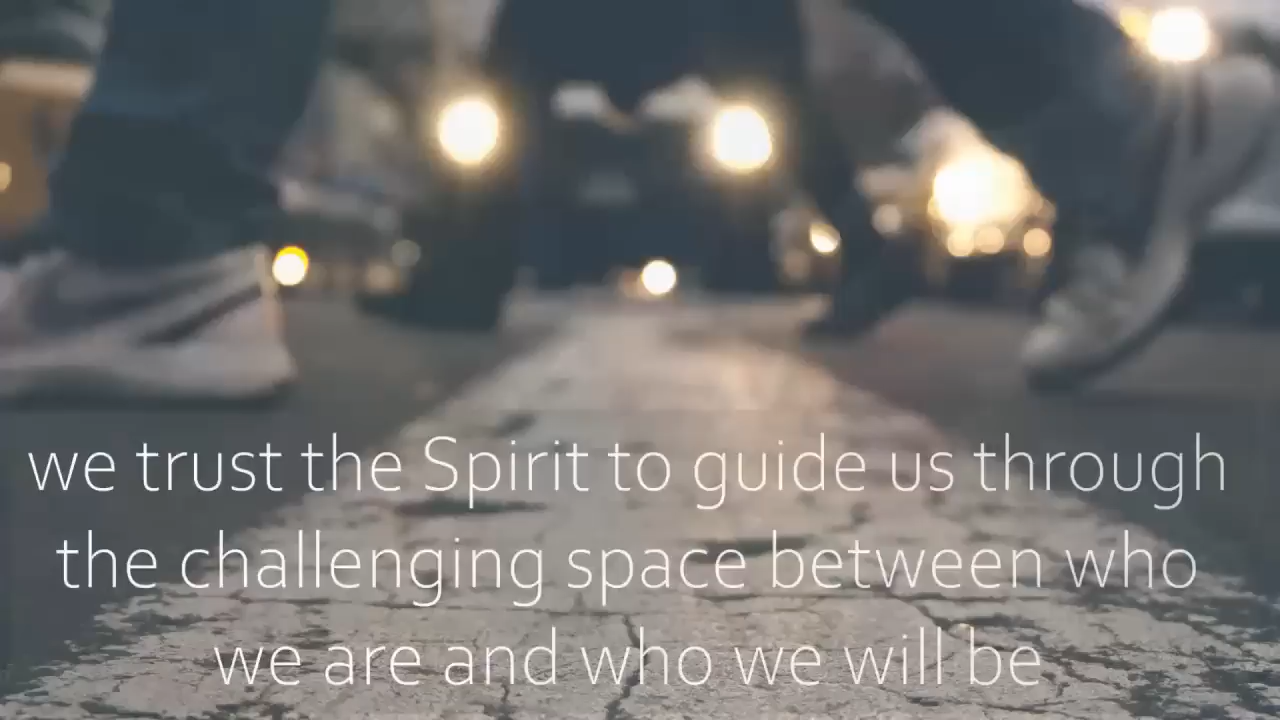 we trust the Spirit to guide us through
the challenging space between who
we are and who we will be